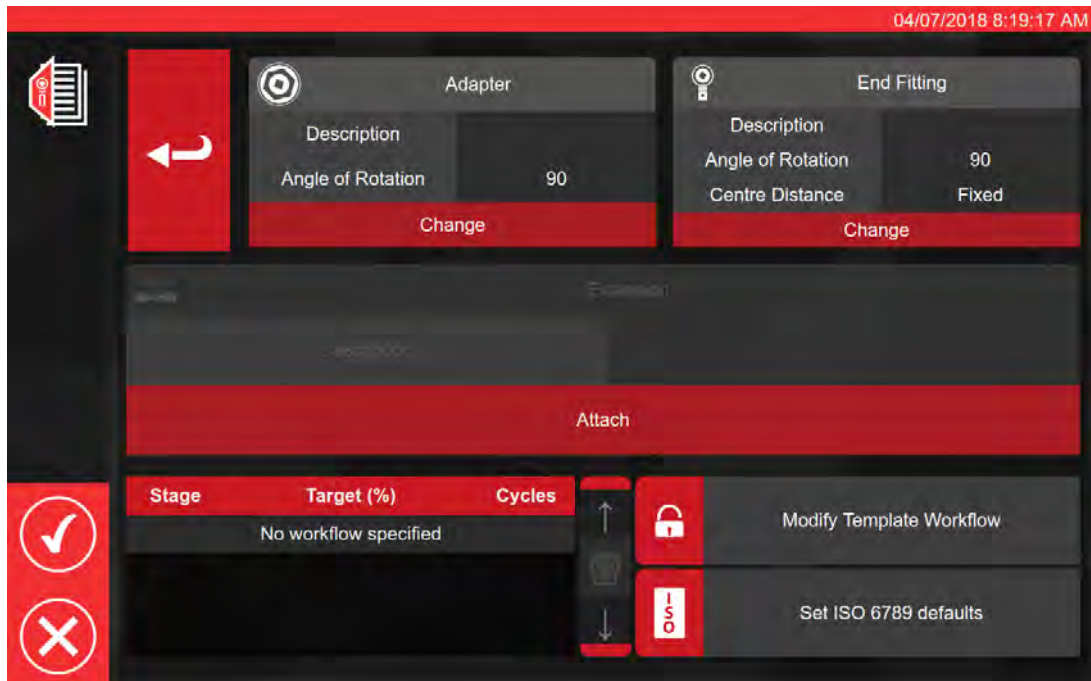 04/07/2018 8:19:17 AM
Adapter
Description
Angle of Rotation 90
Change
End Fitting
Description
Angle of Rotation 90
Centre Distance Fixed
Change
Attach
Stage Target (%) Cycles
No workflow specified
Modify Template Workflow
ISO
Set ISO 6789 defaults